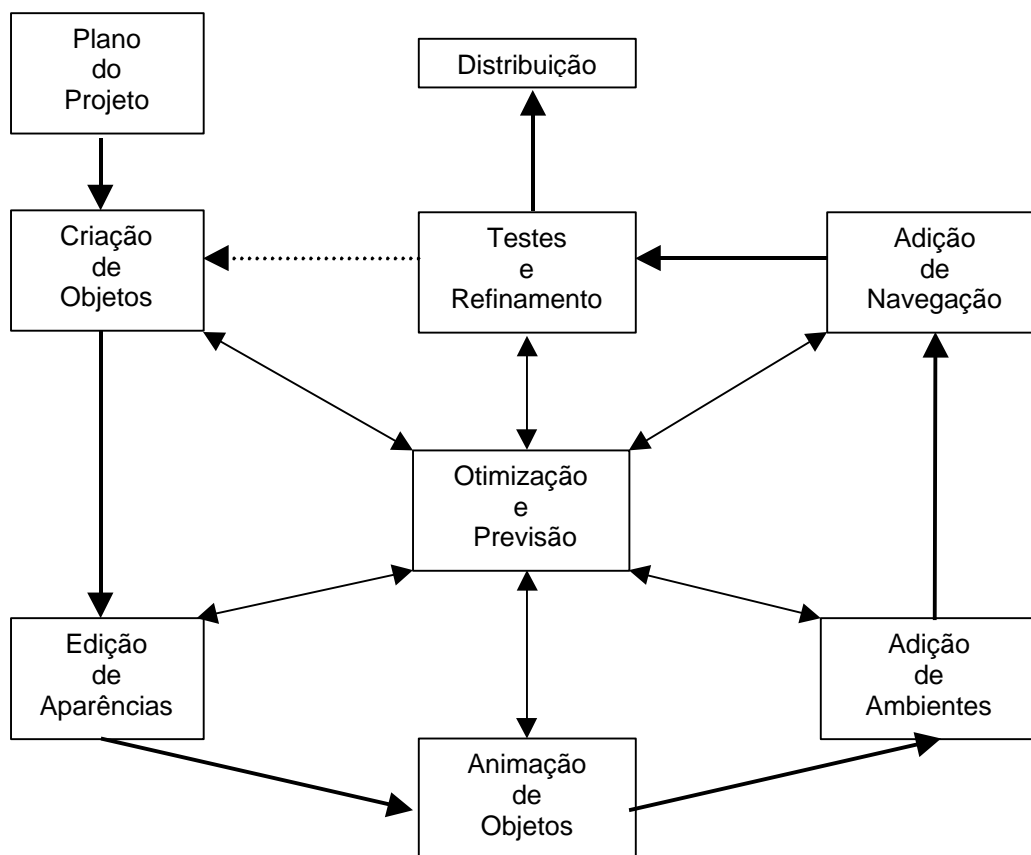 Plano
do
Projeto
Distribuição
Criação
de
Objetos
Testes
e
Refinamento
Adição
de
Navegação
Otimização
e
Previsão
Edição
de
Aparências
Animação
de
Objetos
Adição
de
Ambientes